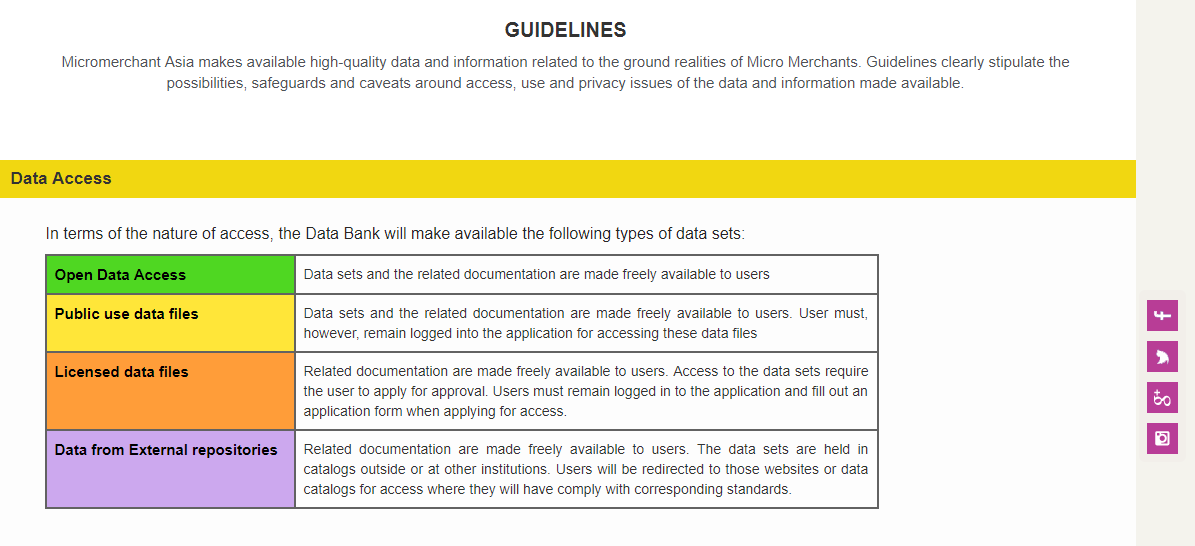 GUIDELINES
Micromerchant Asia makes available high-quality data and information related to the ground realities of Micro Merchants. Guidelines clearly stipulate the
possibilities, safeguards and caveats around access, use and privacy issues of the data and information made available.
Data Access
In terms of the nature of access, the Data Bank will make available the following types of data sets:
Open Data Access
Data sets and the related documentation are made freely available to users
Public use data files
Data sets and the related documentation are made freely available to users. User must,
however, remain logged into the application for accessing these data files
Licensed data files
Related documentation are made freely available to users. Access to the data sets require
the user to apply for approval. Users must remain logged in to the application and fill out an
application form when applying for access.
Data from External repositories
Related documentation are made freely available to users. The data sets are held in
catalogs outside or at other institutions. Users will be redirected to those websites or data
catalogs for access where they will have comply with corresponding standards.